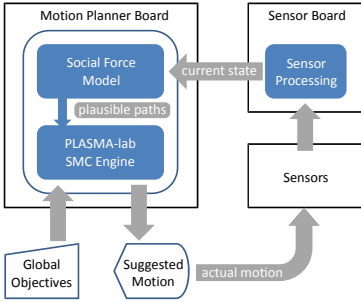 Motion Planner Board
Sensor Board
Social Force
Model
current state
Sensor
Processing
plausible paths
PLASMA-lab
SMC Engine
Sensors
Global
Objectives
Suggested
Motion
actual motion